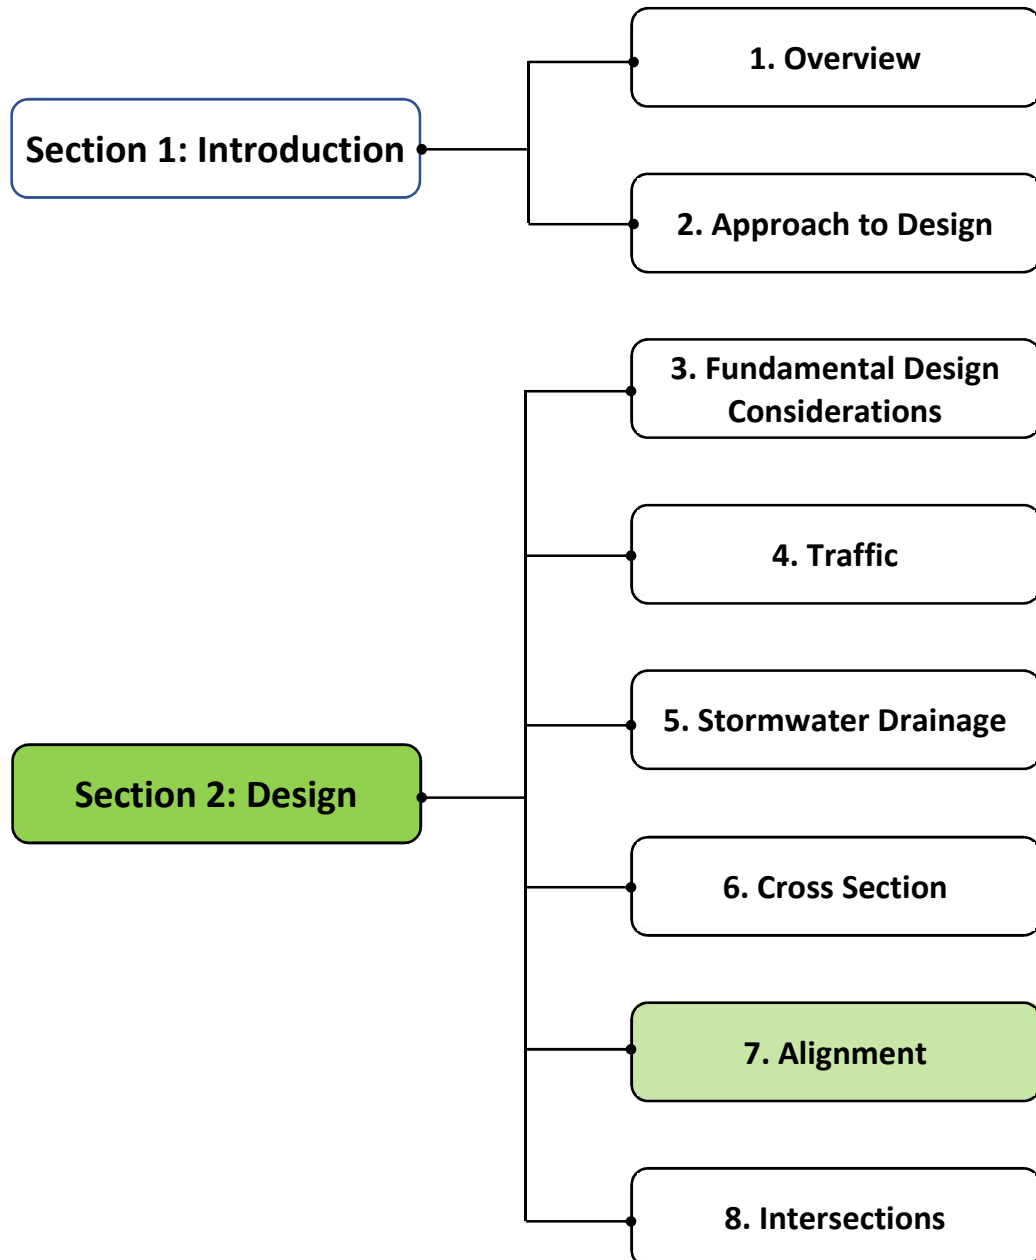 1. Overview
Section 1: Introduction
2. Approach to Design
3. Fundamental Design
Considerations
4. Traffic
5. Stormwater Drainage
Section 2: Design
6. Cross Section
7. Alignment
8. Intersections